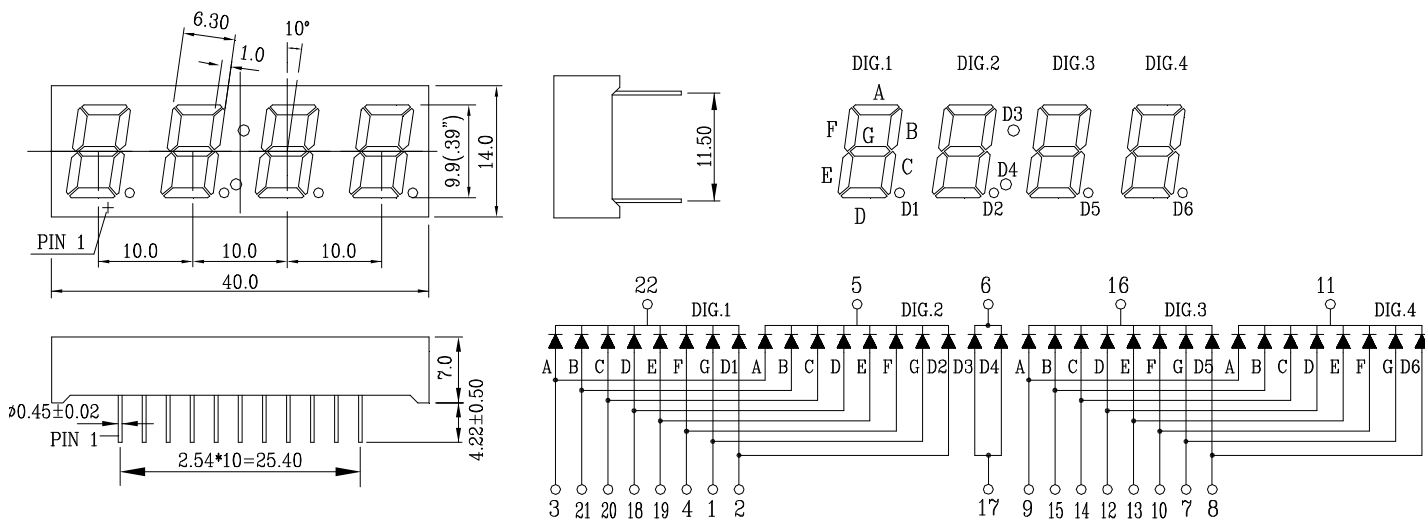 6.30
10°
1.0
9.9(.39")
14.0
PIN 1
10.0 10.0 10.0
40.0
11.50
DIG.1 DIG.2 DIG.3 DIG.4
A
F G B
E C
D
D1
D3
D4
D2
D5
D6
7.0
ø0.45±0.02
PIN 1
4.22±0.50
2.54*10=25.40
22 5 6 16 11
DIG.1 DIG.2 DIG.3 DIG.4
A B C D E F G D1 A B C D E F G D2 D3 D4 A B C D E F G D5 A B C D E F G D6
3 21 20 18 19 4 1 2 17 9 15 14 12 13 10 7 8